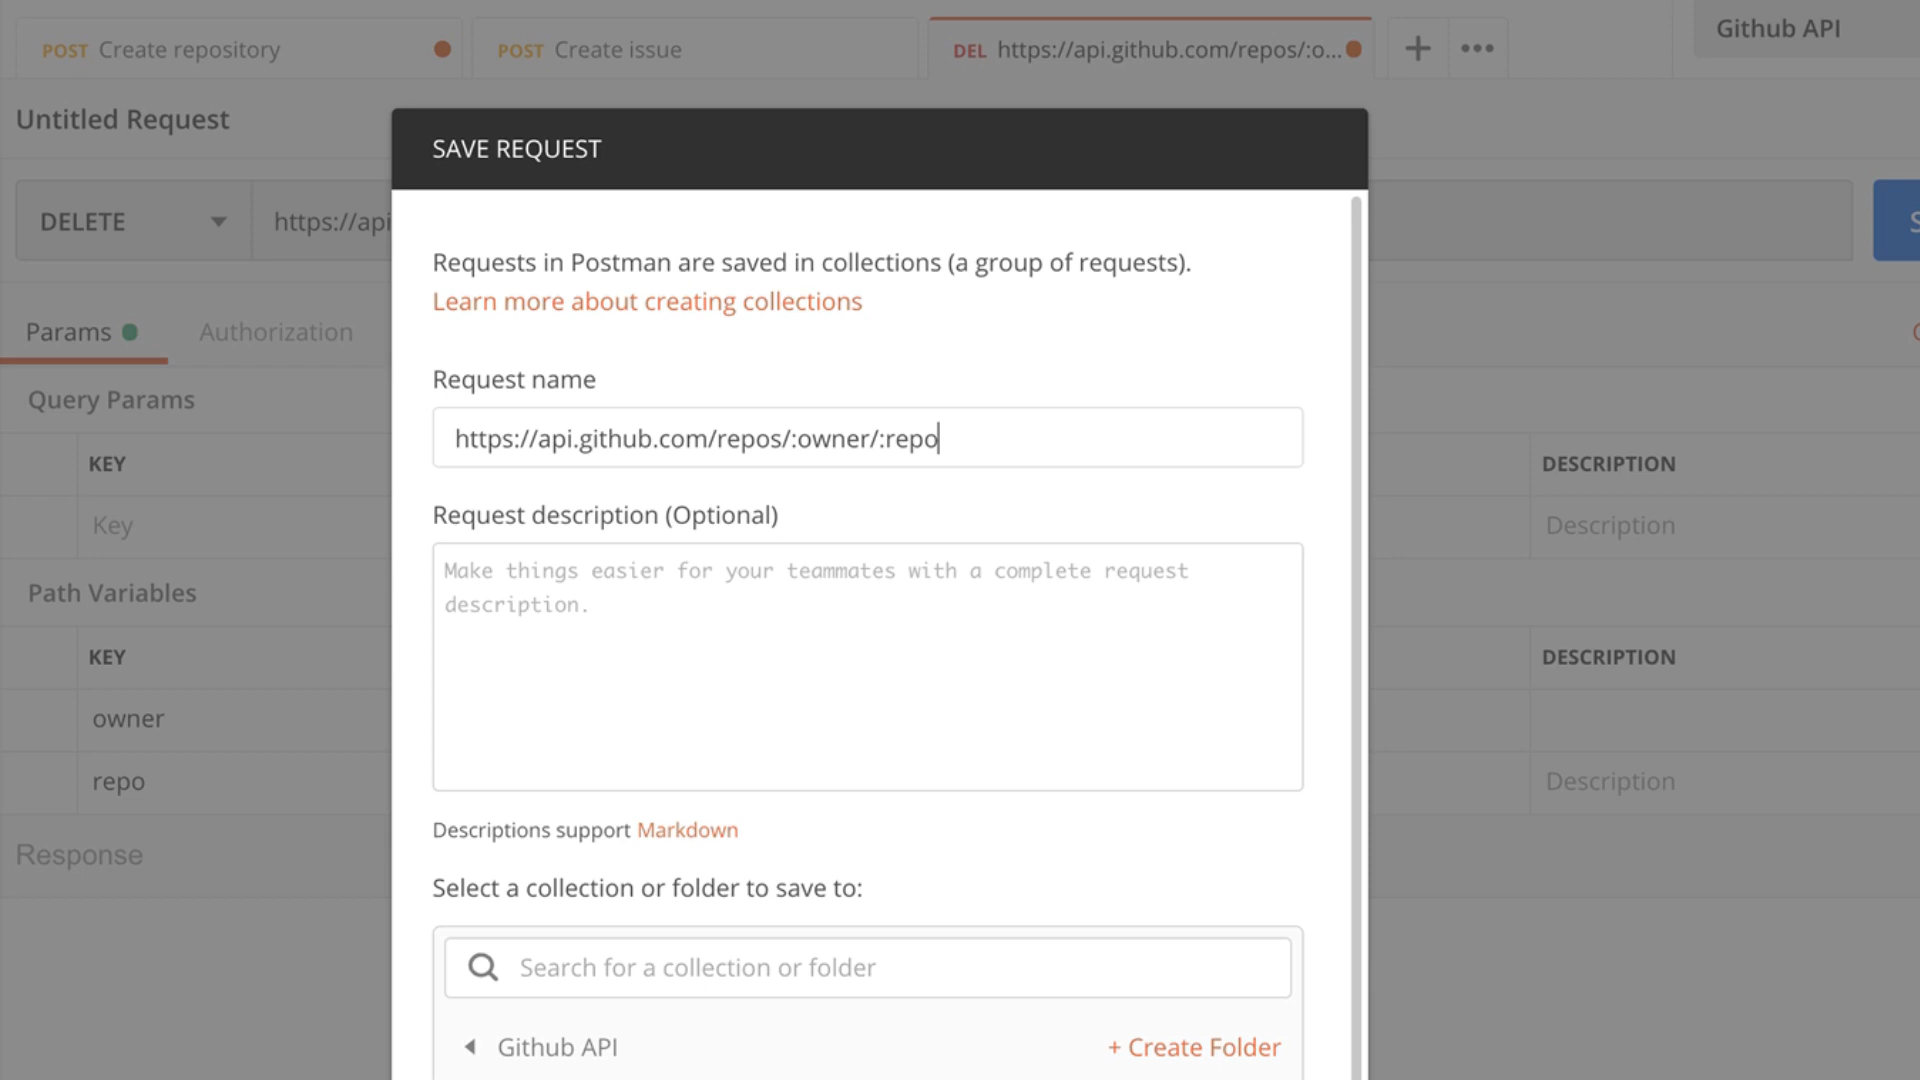 POST Create repository
POST Create issue
DEL https://api.github.com/repos/:o...
Github API
Untitled Request
SAVE REQUEST
DELETE
https://api
Requests in Postman are saved in collections (a group of requests).
Learn more about creating collections
Params
Authorization
Request name
Query Params
https://api.github.com/repos/:owner/:repo
KEY
DESCRIPTION
Request description (Optional)
Key
Description
Make things easier for your teammates with a complete request
description.
Path Variables
KEY
DESCRIPTION
owner
repo
Description
Descriptions support Markdown
Response
Select a collection or folder to save to:
Search for a collection or folder
Github API
+ Create Folder